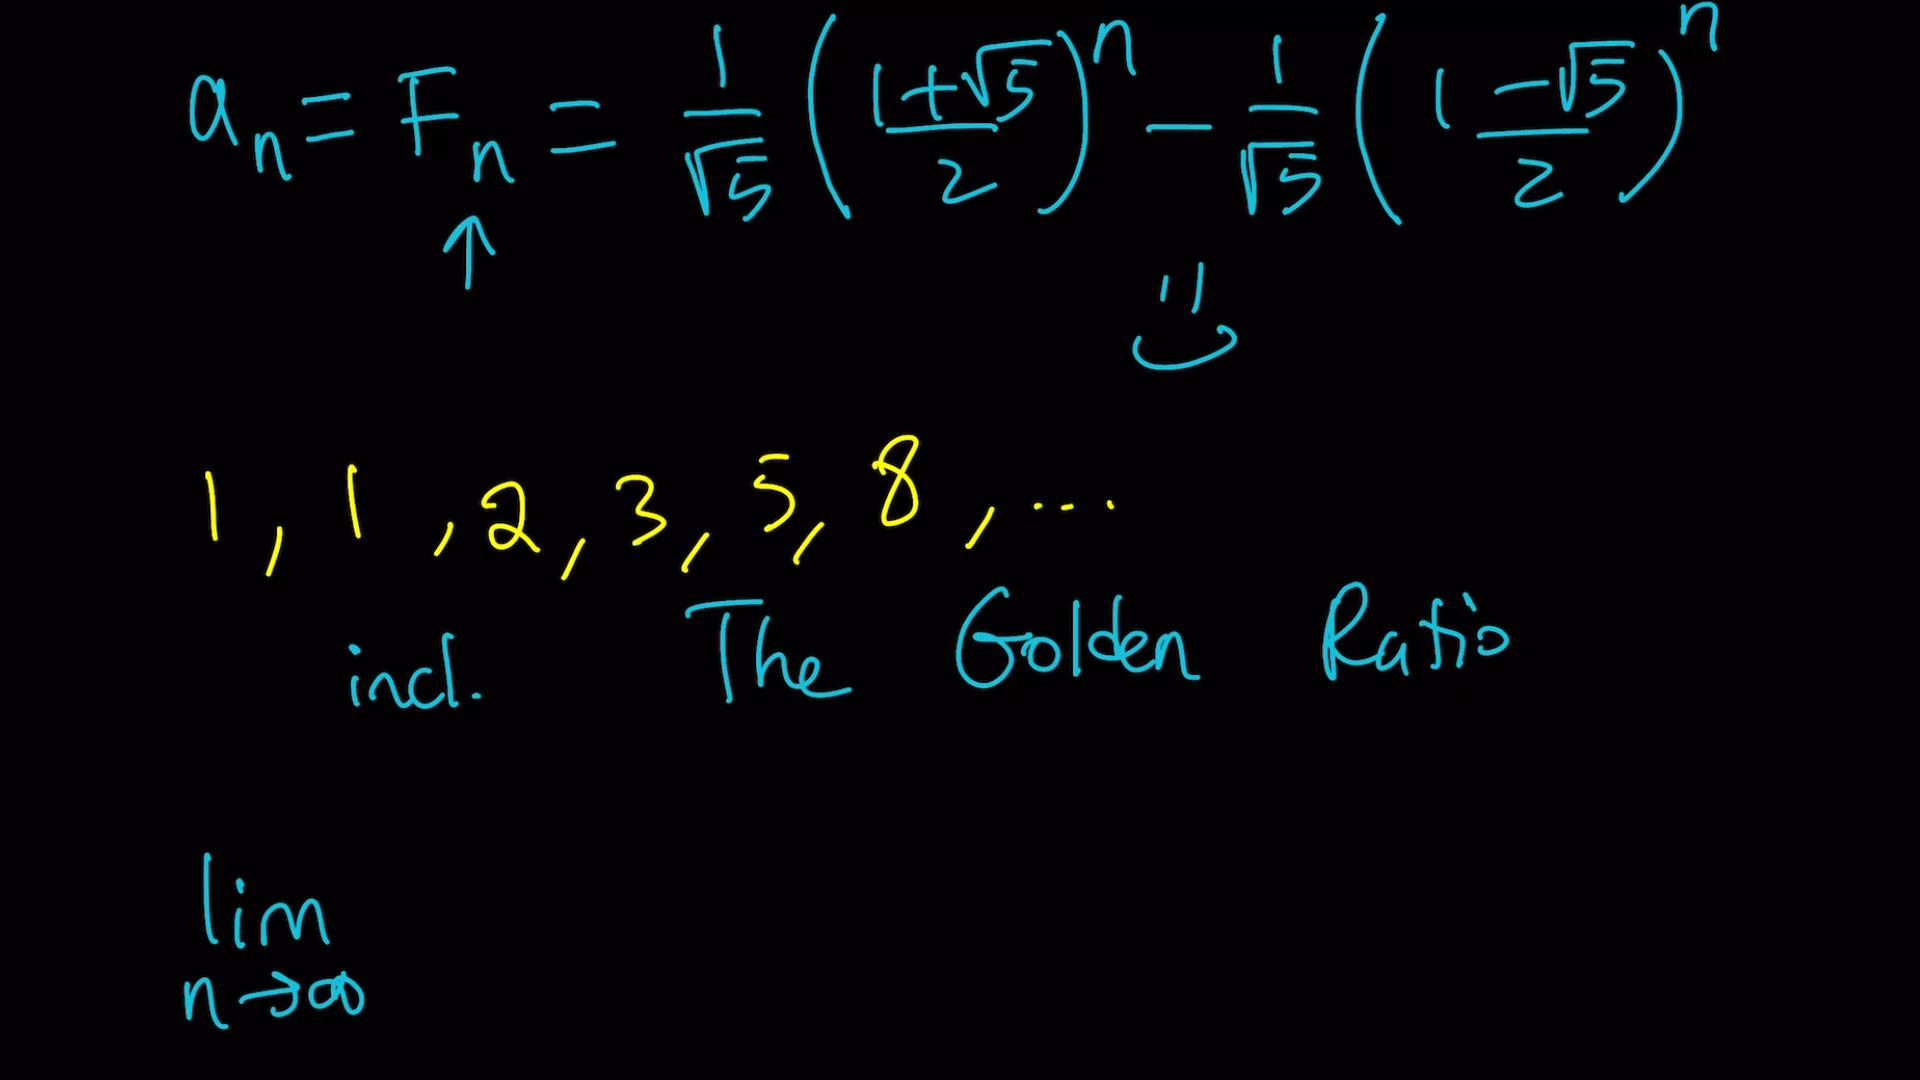 aₙ = Fₙ = 1/√5 ((1+√5)/2)ⁿ − 1/√5 ((1−√5)/2)ⁿ
↑
1, 1, 2, 3, 5, 8, ...
incl. The Golden Ratio
lim
n→∞